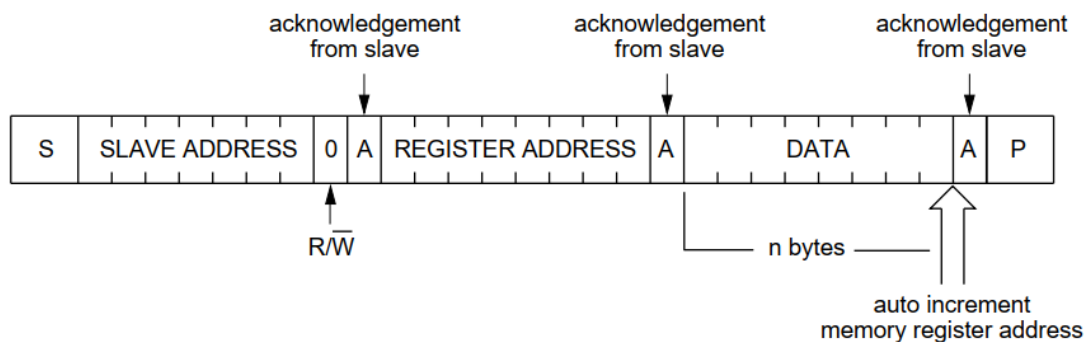 acknowledgement
from slave
acknowledgement
from slave
acknowledgement
from slave
S SLAVE ADDRESS 0 A REGISTER ADDRESS A DATA A P
R/W̅
n bytes
auto increment
memory register address